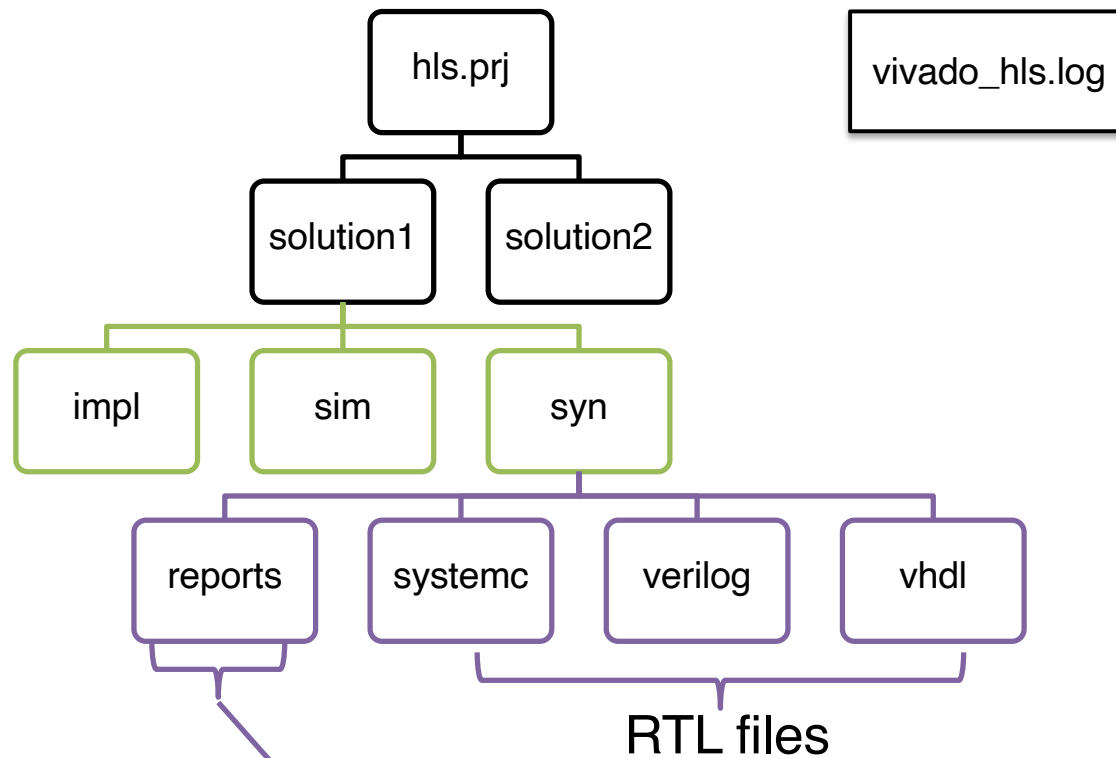 hls.prj
vivado_hls.log
solution1
solution2
impl
sim
syn
reports
systemc
verilog
vhdl
RTL files